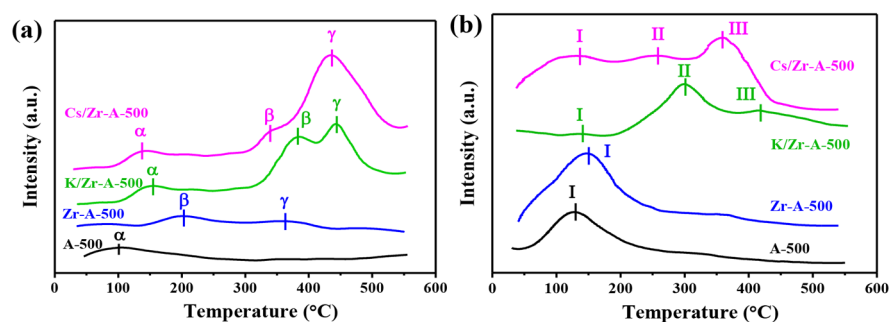 (a)
Intensity (a.u.)
γ
Cs/Zr-A-500
α
β
β
γ
K/Zr-A-500
α
Zr-A-500
β
γ
A-500
α
0 100 200 300 400 500 600
Temperature (°C)
(b)
Intensity (a.u.)
I
II
III
Cs/Zr-A-500
I
II
III
K/Zr-A-500
I
Zr-A-500
I
A-500
0 100 200 300 400 500 600
Temperature (°C)